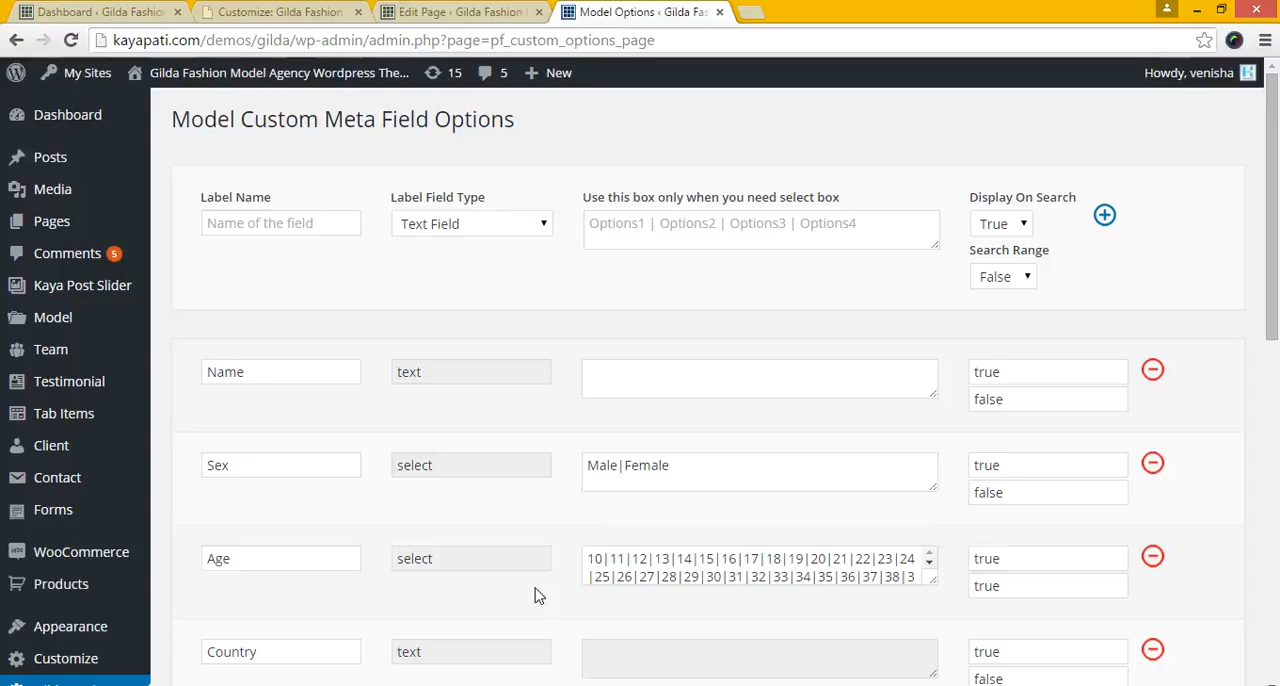 Dashboard ‹ Gilda Fashion
Customize: Gilda Fashion
Edit Page ‹ Gilda Fashion
Model Options ‹ Gilda Fas
kayapati.com/demos/gilda/wp-admin/admin.php?page=pf_custom_options_page
My Sites
Gilda Fashion Model Agency Wordpress The...
15
5
New
Howdy, venisha
Dashboard
Posts
Media
Pages
Comments 5
Kaya Post Slider
Model
Team
Testimonial
Tab Items
Client
Contact
Forms
WooCommerce
Products
Appearance
Customize
Model Custom Meta Field Options
Label Name
Label Field Type
Use this box only when you need select box
Display On Search
Name of the field
Text Field
Options1 | Options2 | Options3 | Options4
True
Search Range
False
Name
text
true
false
Sex
select
Male|Female
true
false
Age
select
10|11|12|13|14|15|16|17|18|19|20|21|22|23|24
|25|26|27|28|29|30|31|32|33|34|35|36|37|38|3
true
true
Country
text
true
false